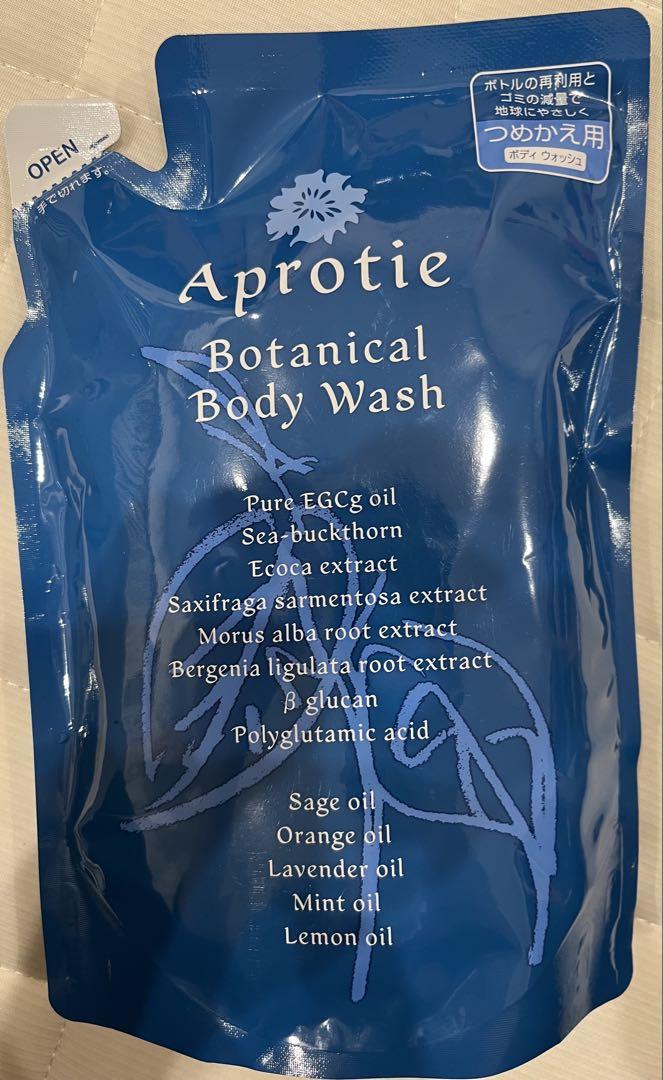 ボトルの再利用と
ゴミの減量で
地球にやさしく
つめかえ用
ボディ ウォッシュ
OPEN
手で切れます。
Aprotie
Botanical
Body Wash
Pure EGCg oil
Sea-buckthorn
Ecoca extract
Saxifraga sarmentosa extract
Morus alba root extract
Bergenia ligulata root extract
β glucan
Polyglutamic acid
Sage oil
Orange oil
Lavender oil
Mint oil
Lemon oil